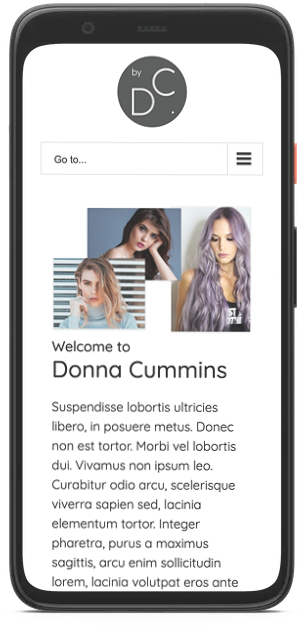 by
DC.
Go to...
Welcome to
Donna Cummins
Suspendisse lobortis ultricies
libero, in posuere metus. Donec
non est tortor. Morbi vel lobortis
dui. Vivamus non ipsum leo.
Curabitur odio arcu, scelerisque
viverra sapien sed, lacinia
elementum tortor. Integer
pharetra, purus a maximus
sagittis, arcu enim sollicitudin
lorem, lacinia volutpat eros ante